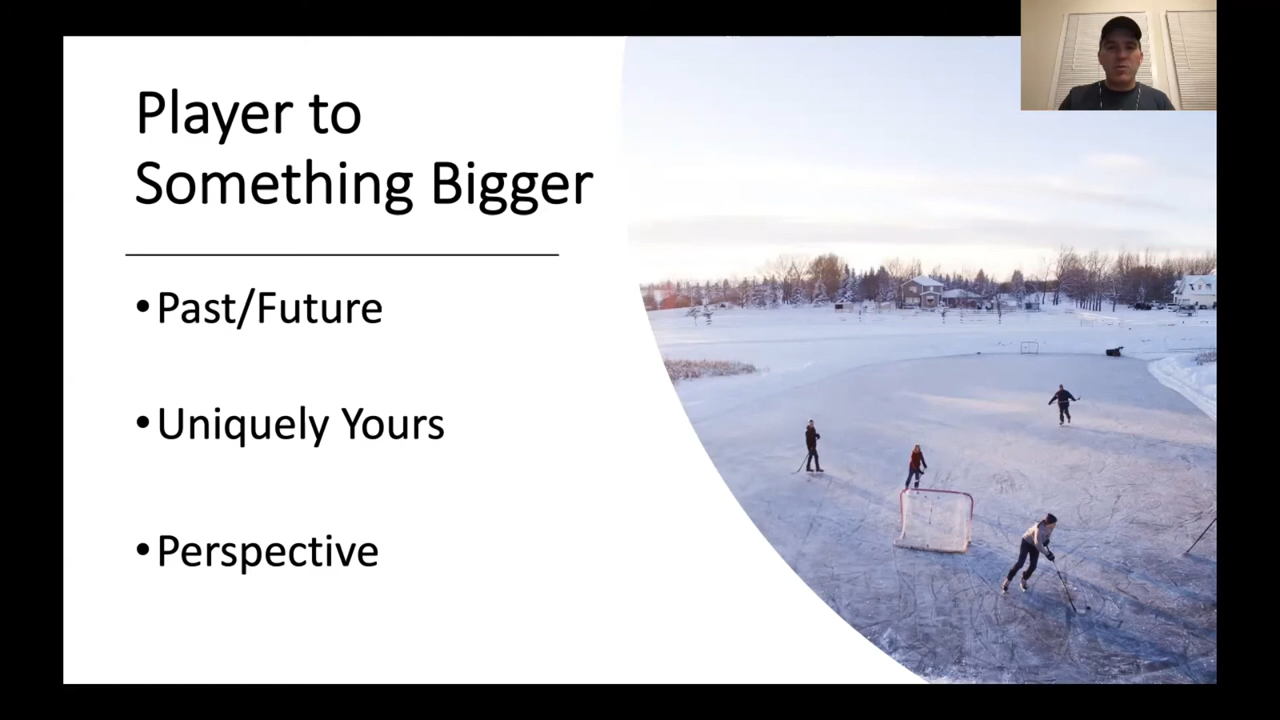 Player to
Something Bigger
•Past/Future
•Uniquely Yours
•Perspective